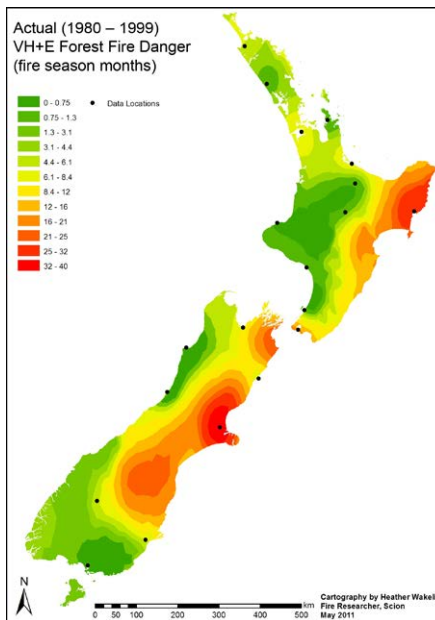 Actual (1980 – 1999)
VH+E Forest Fire Danger
(fire season months)
0 - 0.75
Data Locations
0.75 - 1.3
1.3 - 3.1
3.1 - 4.4
4.4 - 6.1
6.1 - 8.4
8.4 - 12
12 - 16
16 - 21
21 - 25
25 - 32
32 - 40
N
km
0 100 200 300 400 500
Cartography by Heather Wakeli
Fire Researcher, Scion
May 2011